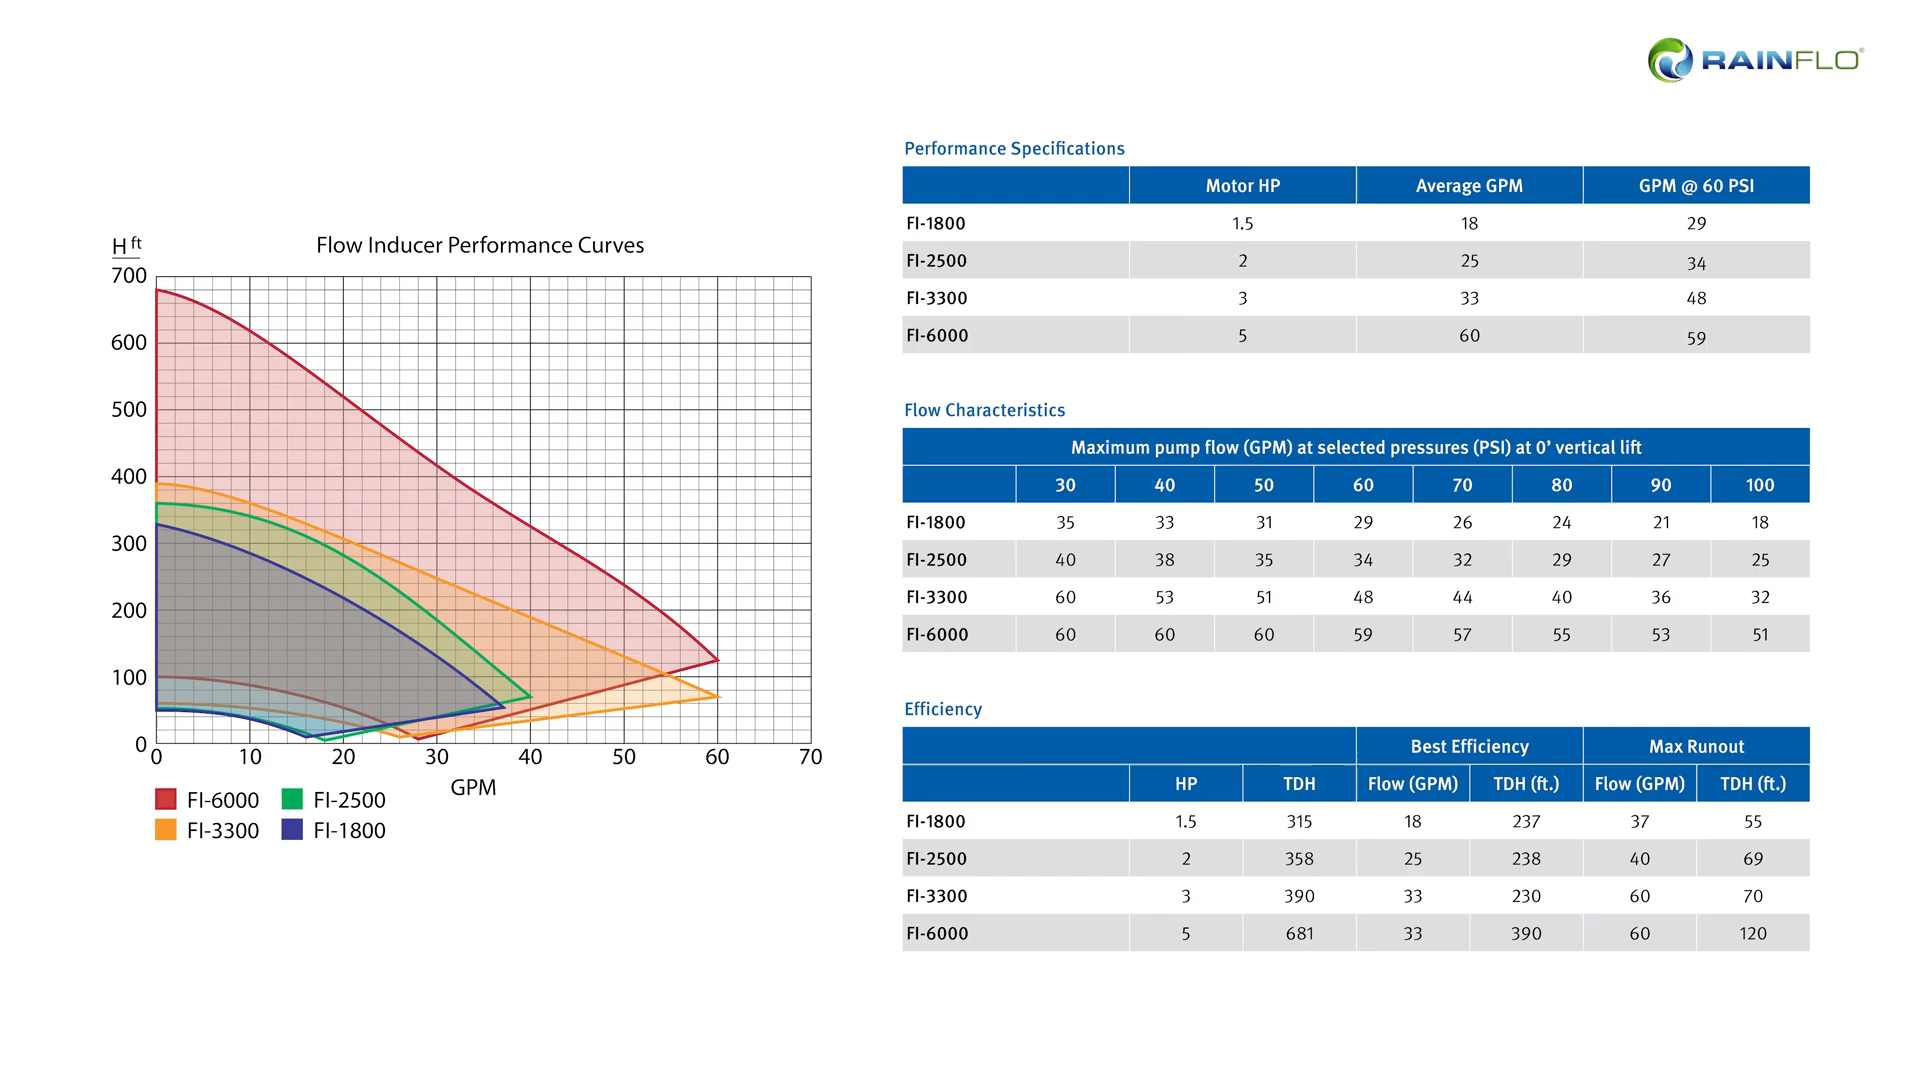 RAINFLO®
H ft
Flow Inducer Performance Curves
700
600
500
400
300
200
100
0
0 10 20 30 40 50 60 70
GPM
FI-6000 FI-2500
FI-3300 FI-1800
Performance Specifications
Motor HP Average GPM GPM @ 60 PSI
FI-1800 1.5 18 29
FI-2500 2 25 34
FI-3300 3 33 48
FI-6000 5 60 59
Flow Characteristics
Maximum pump flow (GPM) at selected pressures (PSI) at 0’ vertical lift
30 40 50 60 70 80 90 100
FI-1800 35 33 31 29 26 24 21 18
FI-2500 40 38 35 34 32 29 27 25
FI-3300 60 53 51 48 44 40 36 32
FI-6000 60 60 60 59 57 55 53 51
Efficiency
Best Efficiency Max Runout
HP TDH Flow (GPM) TDH (ft.) Flow (GPM) TDH (ft.)
FI-1800 1.5 315 18 237 37 55
FI-2500 2 358 25 238 40 69
FI-3300 3 390 33 230 60 70
FI-6000 5 681 33 390 60 120